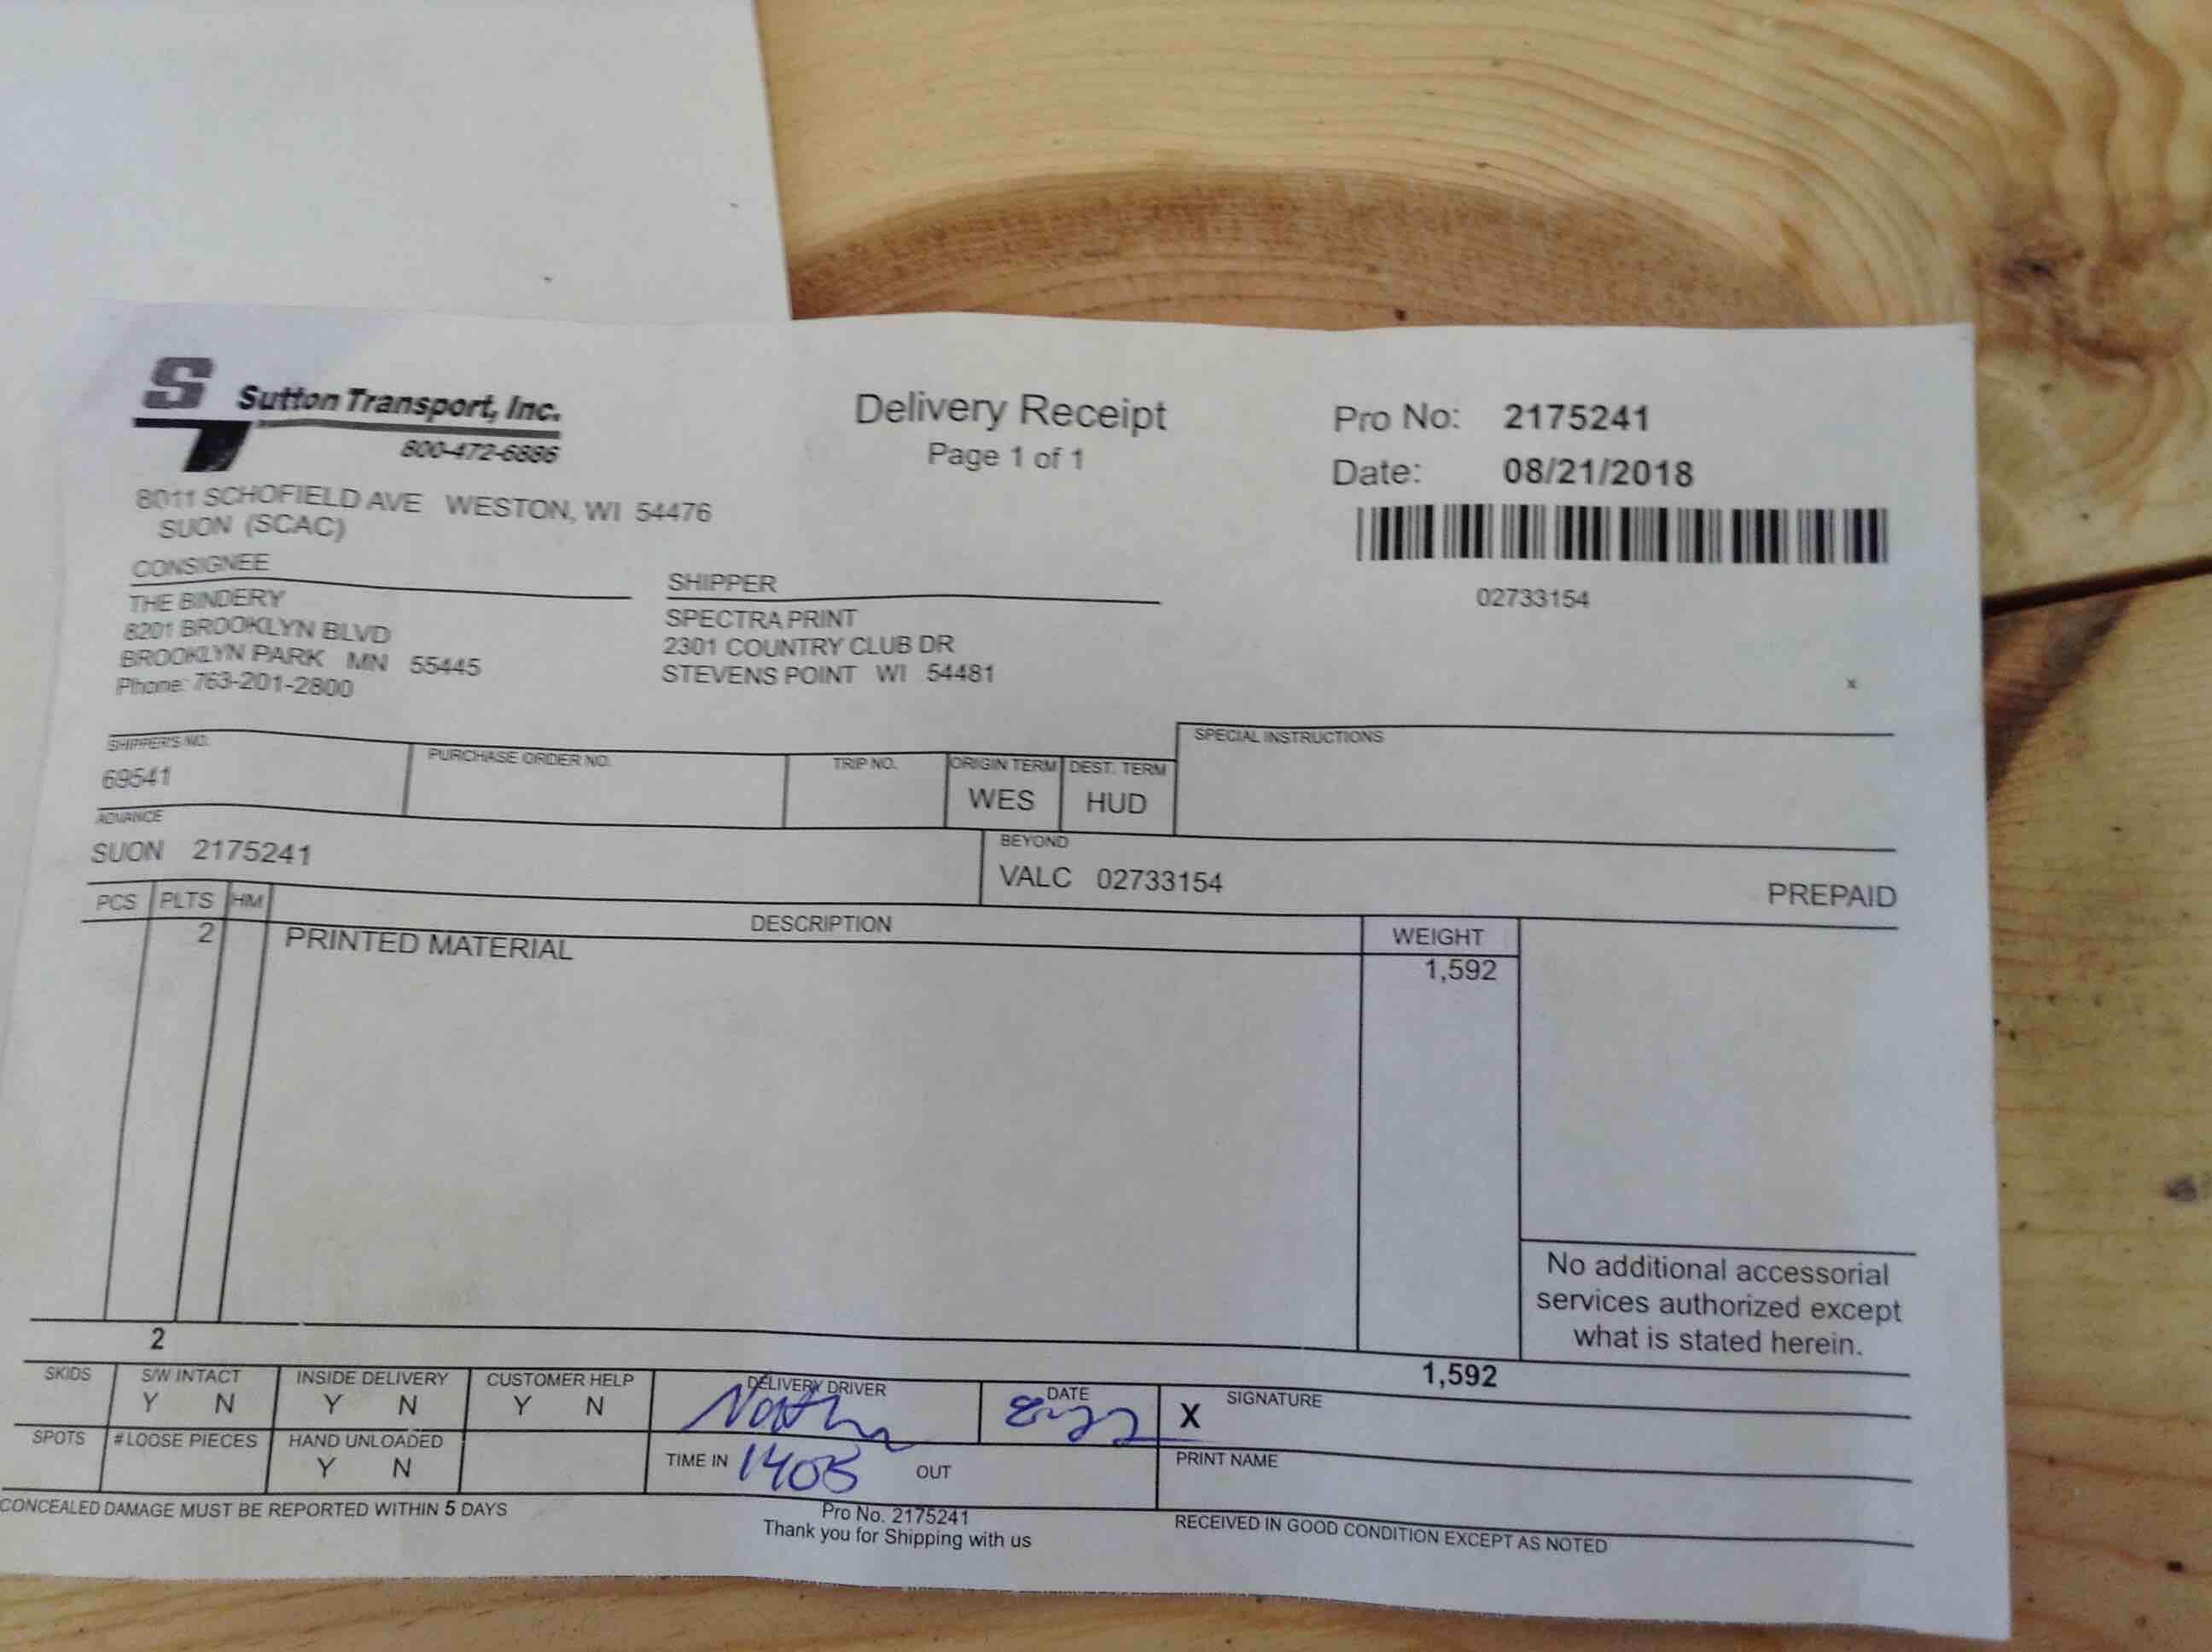 S
Sutton Transport, Inc.
800-472-6886
8011 SCHOFIELD AVE WESTON, WI 54476
SUON (SCAC)
Delivery Receipt
Page 1 of 1
Pro No: 2175241
Date: 08/21/2018
02733154
CONSIGNEE
THE BINDERY
8201 BROOKLYN BLVD
BROOKLYN PARK MN 55445
Phone: 763-201-2800
SHIPPER
SPECTRA PRINT
2301 COUNTRY CLUB DR
STEVENS POINT WI 54481
x
SHIPPER'S NO. PURCHASE ORDER NO. TRIP NO. ORIGIN TERM DEST. TERM SPECIAL INSTRUCTIONS
69541 WES HUD
ADVANCE BEYOND
SUON 2175241 VALC 02733154 PREPAID
PCS PLTS HM DESCRIPTION WEIGHT
2 PRINTED MATERIAL 1,592
No additional accessorial
services authorized except
what is stated herein.
2 1,592
SKIDS S/W INTACT INSIDE DELIVERY CUSTOMER HELP DELIVERY DRIVER DATE SIGNATURE
Y N Y N Y N X
SPOTS # LOOSE PIECES HAND UNLOADED TIME IN 1405 OUT PRINT NAME
Y N
CONCEALED DAMAGE MUST BE REPORTED WITHIN 5 DAYS
Pro No. 2175241
Thank you for Shipping with us
RECEIVED IN GOOD CONDITION EXCEPT AS NOTED